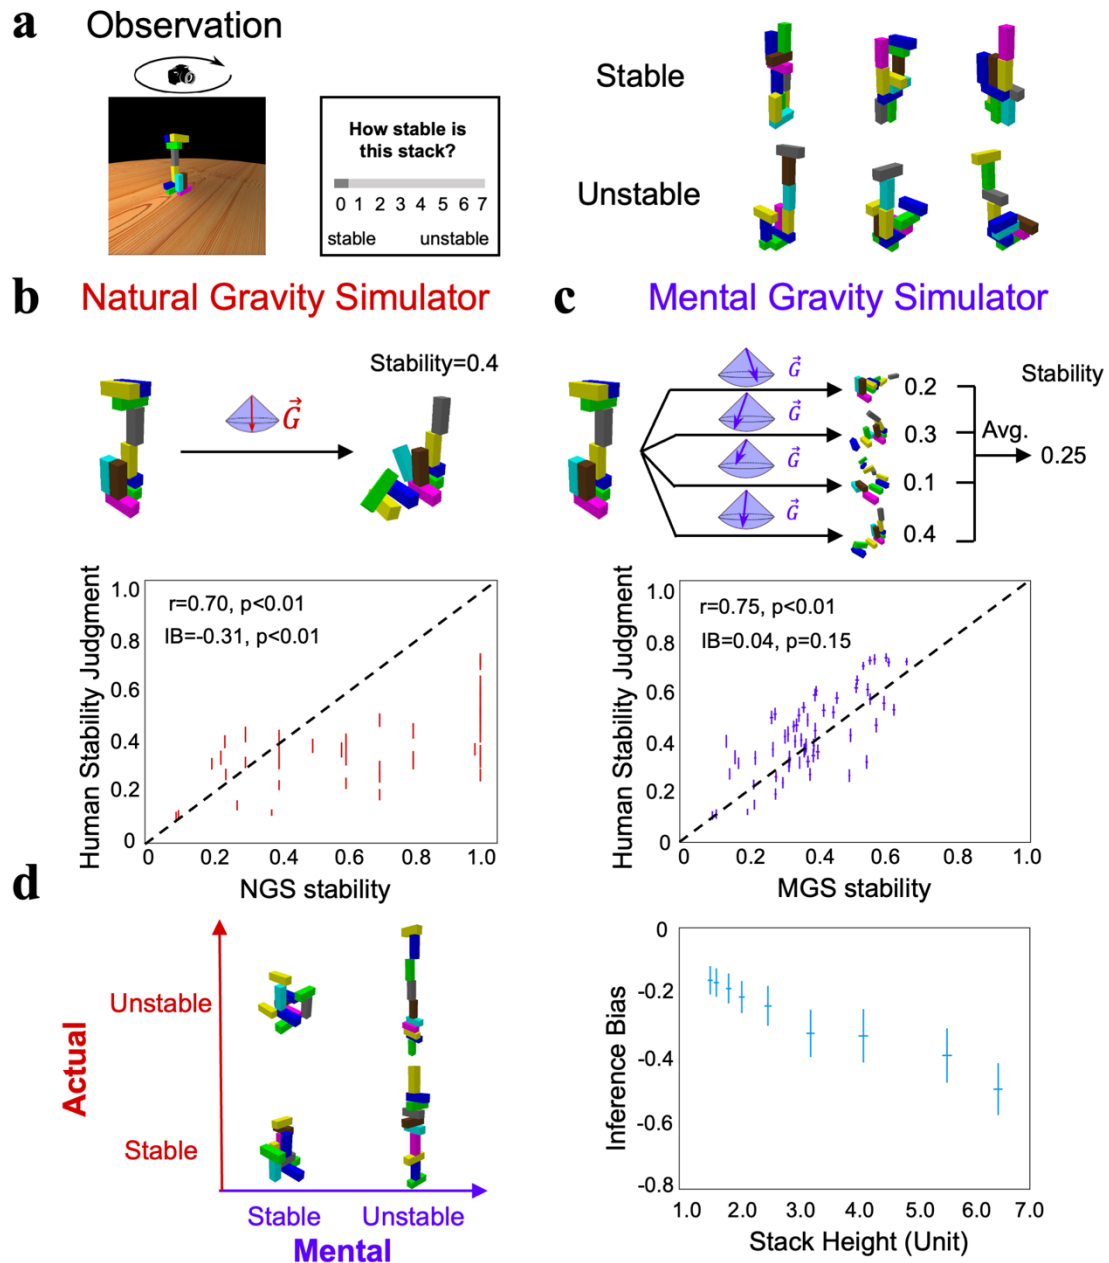 a Observation
How stable is
this stack?
0 1 2 3 4 5 6 7
stable unstable
Stable
Unstable
b Natural Gravity Simulator
Stability=0.4
G
c Mental Gravity Simulator
G
G
G
G
0.2
0.3
0.1
0.4
Avg.
Stability
0.25
Human Stability Judgment
1.0
0.8
0.6
0.4
0.2
0
r=0.70, p<0.01
IB=-0.31, p<0.01
0 0.2 0.4 0.6 0.8 1.0
NGS stability
Human Stability Judgment
1.0
0.8
0.6
0.4
0.2
0
r=0.75, p<0.01
IB=0.04, p=0.15
0 0.2 0.4 0.6 0.8 1.0
MGS stability
d
Actual
Unstable
Stable
Stable Unstable
Mental
Inference Bias
0
-0.2
-0.4
-0.6
-0.8
1.0 2.0 3.0 4.0 5.0 6.0 7.0
Stack Height (Unit)